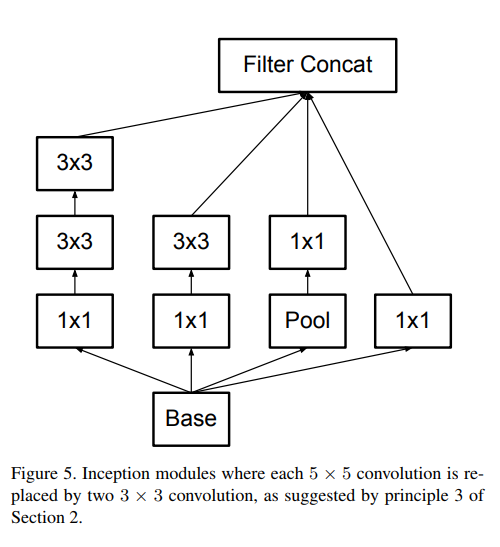 Filter Concat
3x3
3x3
3x3
1x1
1x1
1x1
Pool
1x1
Base
Figure 5. Inception modules where each 5 × 5 convolution is re-
placed by two 3 × 3 convolution, as suggested by principle 3 of
Section 2.